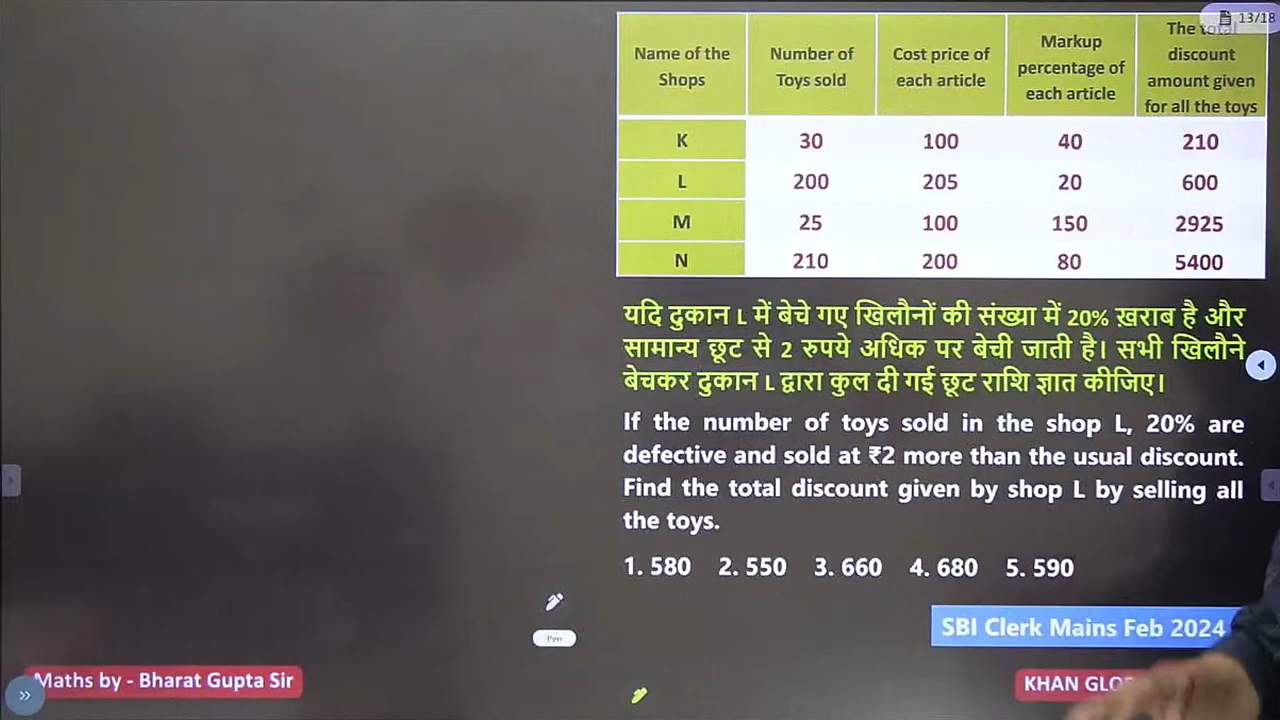 13/18
Name of the Shops
Number of Toys sold
Cost price of each article
Markup percentage of each article
The total discount amount given for all the toys
K 30 100 40 210
L 200 205 20 600
M 25 100 150 2925
N 210 200 80 5400
यदि दुकान L में बेचे गए खिलौनों की संख्या में 20% ख़राब है और
सामान्य छूट से 2 रुपये अधिक पर बेची जाती है। सभी खिलौने
बेचकर दुकान L द्वारा कुल दी गई छूट राशि ज्ञात कीजिए।
If the number of toys sold in the shop L, 20% are
defective and sold at ₹2 more than the usual discount.
Find the total discount given by shop L by selling all
the toys.
1. 580 2. 550 3. 660 4. 680 5. 590
Pen
SBI Clerk Mains Feb 2024
Maths by - Bharat Gupta Sir
KHAN